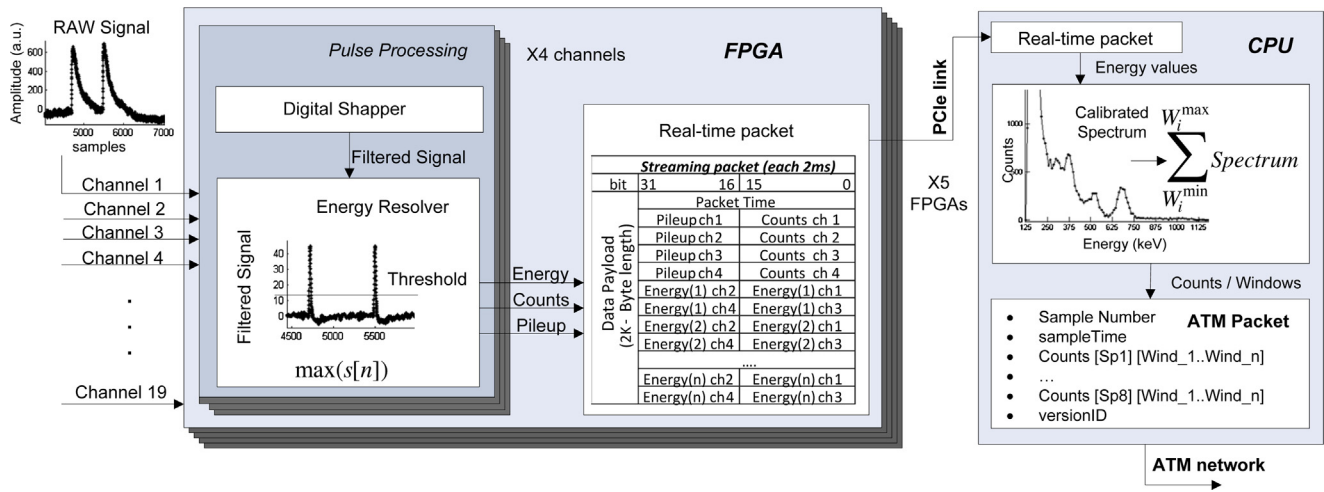 RAW Signal
Amplitude (a.u.)
600
400
200
0
5000 6000 7000
samples
Channel 1
Channel 2
Channel 3
Channel 4
.
.
.
Channel 19
Pulse Processing
Digital Shapper
Filtered Signal
Energy Resolver
Filtered Signal
40
30
20
10
0
Threshold
4500 5000 5500
max(s[n])
X4 channels
FPGA
Energy
Counts
Pileup
Real-time packet
Streaming packet (each 2ms)
bit 31 16 15 0
Data Payload
(2K- Byte length)
Packet Time
Pileup ch1 Counts ch 1
Pileup ch2 Counts ch 2
Pileup ch3 Counts ch 3
Pileup ch4 Counts ch 4
Energy(1) ch2 Energy(1) ch1
Energy(1) ch4 Energy(1) ch3
Energy(2) ch2 Energy(2) ch1
Energy(2) ch4 Energy(2) ch3
....
Energy(n) ch2 Energy(n) ch1
Energy(n) ch4 Energy(n) ch3
PCIe link
X5
FPGAs
CPU
Real-time packet
Energy values
Counts
1000
500
0
125 250 375 500 625 750 875 1000 1125
Energy (keV)
Calibrated
Spectrum
W_i^max
∑ Spectrum
W_i^min
Counts / Windows
ATM Packet
• Sample Number
• sampleTime
• Counts [Sp1] [Wind_1..Wind_n]
• ...
• Counts [Sp8] [Wind_1..Wind_n]
• versionID
ATM network